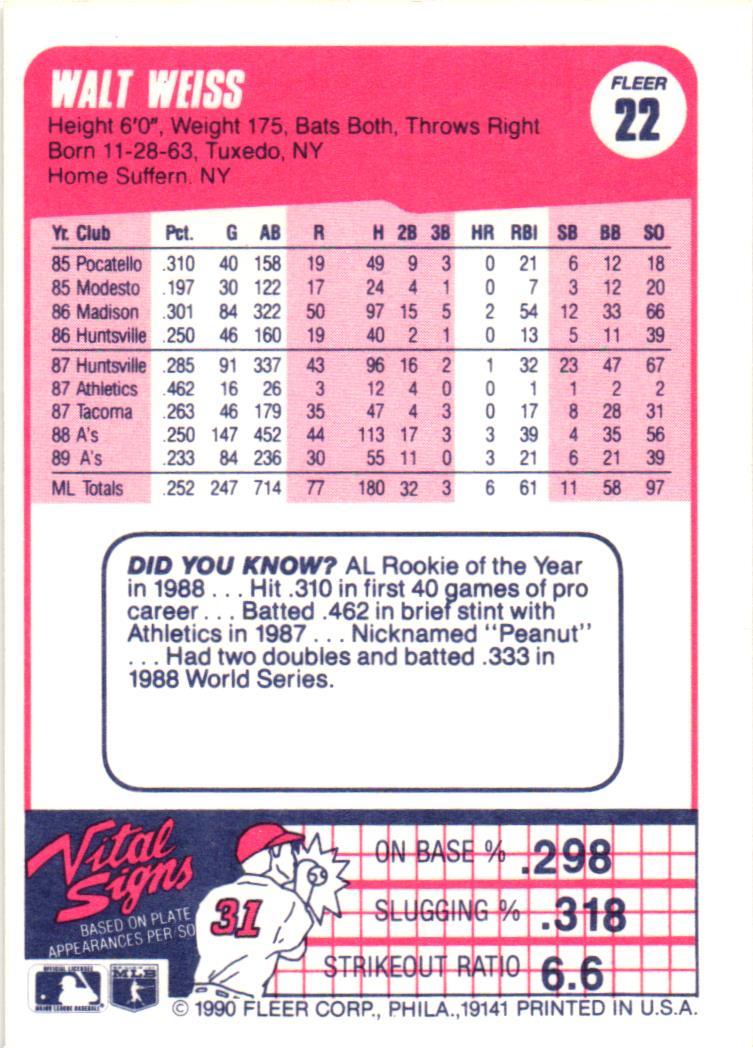 WALT WEISS
FLEER
22
Height 6'0", Weight 175, Bats Both, Throws Right
Born 11-28-63, Tuxedo, NY
Home Suffern. NY
Yr. Club Pct. G AB R H 2B 3B HR RBI SB BB SO
85 Pocatello .310 40 158 19 49 9 3 0 21 6 12 18
85 Modesto .197 30 122 17 24 4 1 0 7 3 12 20
86 Madison .301 84 322 50 97 15 5 2 54 12 33 66
86 Huntsville .250 46 160 19 40 2 1 0 13 5 11 39
87 Huntsville .285 91 337 43 96 16 2 1 32 23 47 67
87 Athletics .462 16 26 3 12 4 0 0 1 1 2 2
87 Tacoma .263 46 179 35 47 4 3 0 17 8 28 31
88 A's .250 147 452 44 113 17 3 3 39 4 35 56
89 A's .233 84 236 30 55 11 0 3 21 6 21 39
ML Totals .252 247 714 77 180 32 3 6 61 11 58 97
DID YOU KNOW? AL Rookie of the Year
in 1988 . . . Hit .310 in first 40 games of pro
career . . . Batted .462 in brief stint with
Athletics in 1987 . . . Nicknamed "Peanut"
. . . Had two doubles and batted .333 in
1988 World Series.
Vital
Signs
BASED ON PLATE
APPEARANCES PER/SO
31
ON BASE % .298
SLUGGING % .318
STRIKEOUT RATIO 6.6
OFFICIAL LICENSEE
MAJOR LEAGUE BASEBALL
MLB
© 1990 FLEER CORP., PHILA.,19141 PRINTED IN U.S.A.